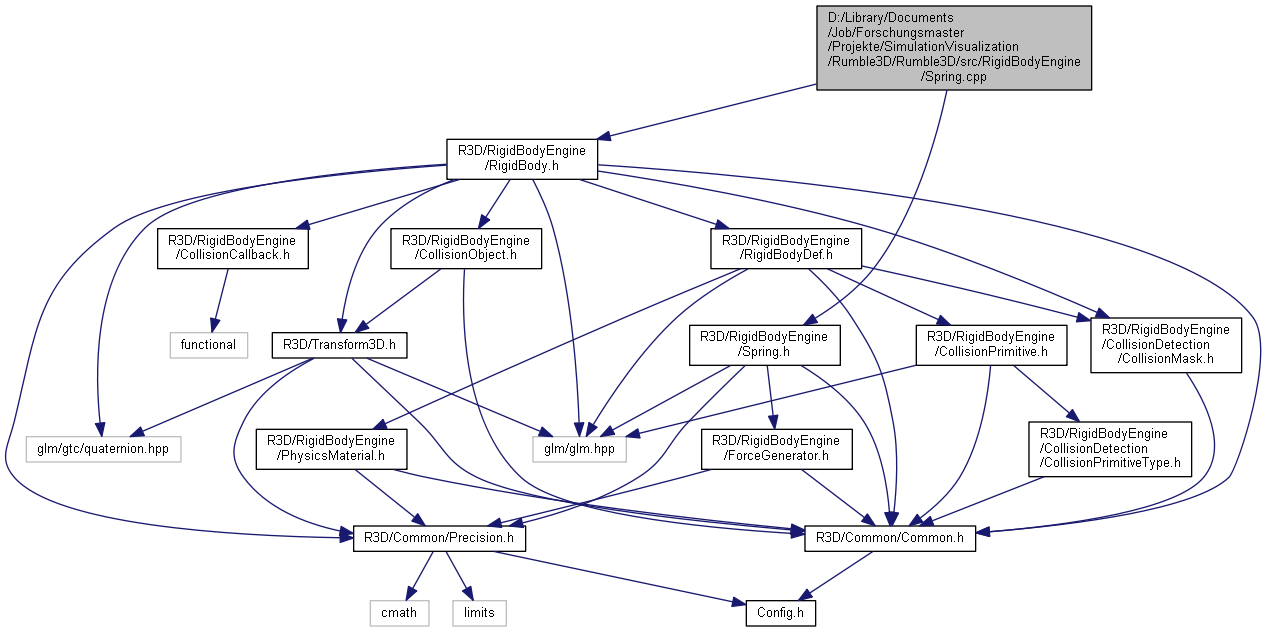 D:/Library/Documents
/Job/Forschungsmaster
/Projekte/SimulationVisualization
/Rumble3D/Rumble3D/src/RigidBodyEngine
/Spring.cpp
R3D/RigidBodyEngine
/RigidBody.h
R3D/RigidBodyEngine
/CollisionCallback.h
R3D/RigidBodyEngine
/CollisionObject.h
R3D/RigidBodyEngine
/RigidBodyDef.h
functional
R3D/Transform3D.h
R3D/RigidBodyEngine
/Spring.h
R3D/RigidBodyEngine
/CollisionPrimitive.h
R3D/RigidBodyEngine
/CollisionDetection
/CollisionMask.h
glm/gtc/quaternion.hpp
R3D/RigidBodyEngine
/PhysicsMaterial.h
glm/glm.hpp
R3D/RigidBodyEngine
/ForceGenerator.h
R3D/RigidBodyEngine
/CollisionDetection
/CollisionPrimitiveType.h
R3D/Common/Precision.h
R3D/Common/Common.h
cmath
limits
Config.h